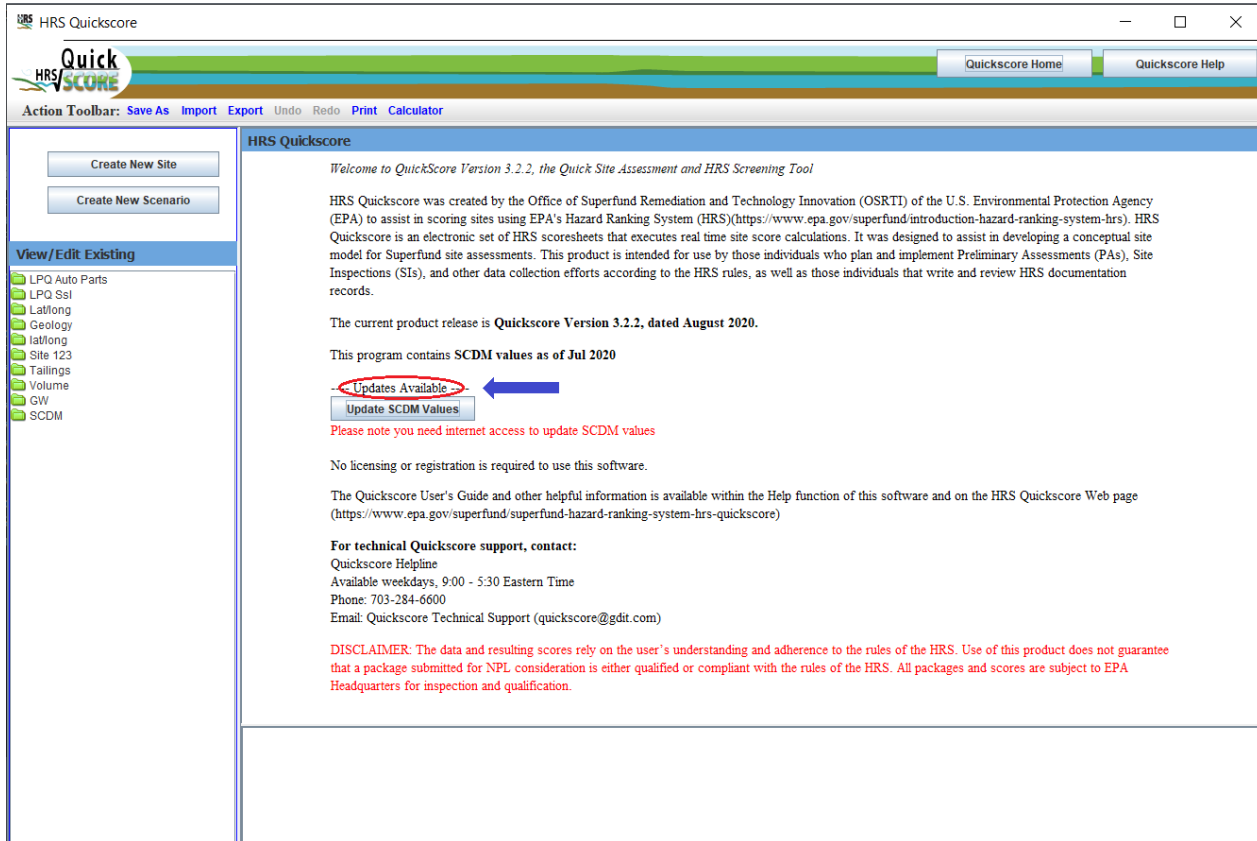 HRS Quickscore
HRS Quick
SCORE
Quickscore Home
Quickscore Help
Action Toolbar: Save As Import Export Undo Redo Print Calculator
Create New Site
Create New Scenario
View/Edit Existing
LPQ Auto Parts
LPQ Ssl
Lat/long
Geology
lat/long
Site 123
Tailings
Volume
GW
SCDM
HRS Quickscore
Welcome to QuickScore Version 3.2.2, the Quick Site Assessment and HRS Screening Tool
HRS Quickscore was created by the Office of Superfund Remediation and Technology Innovation (OSRTI) of the U.S. Environmental Protection Agency
(EPA) to assist in scoring sites using EPA's Hazard Ranking System (HRS)(https://www.epa.gov/superfund/introduction-hazard-ranking-system-hrs). HRS
Quickscore is an electronic set of HRS scoresheets that executes real time site score calculations. It was designed to assist in developing a conceptual site
model for Superfund site assessments. This product is intended for use by those individuals who plan and implement Preliminary Assessments (PAs), Site
Inspections (SIs), and other data collection efforts according to the HRS rules, as well as those individuals that write and review HRS documentation
records.
The current product release is Quickscore Version 3.2.2, dated August 2020.
This program contains SCDM values as of Jul 2020
---- Updates Available ----
Update SCDM Values
Please note you need internet access to update SCDM values
No licensing or registration is required to use this software.
The Quickscore User's Guide and other helpful information is available within the Help function of this software and on the HRS Quickscore Web page
(https://www.epa.gov/superfund/superfund-hazard-ranking-system-hrs-quickscore)
For technical Quickscore support, contact:
Quickscore Helpline
Available weekdays, 9:00 - 5:30 Eastern Time
Phone: 703-284-6600
Email: Quickscore Technical Support (quickscore@gdit.com)
DISCLAIMER: The data and resulting scores rely on the user's understanding and adherence to the rules of the HRS. Use of this product does not guarantee
that a package submitted for NPL consideration is either qualified or compliant with the rules of the HRS. All packages and scores are subject to EPA
Headquarters for inspection and qualification.